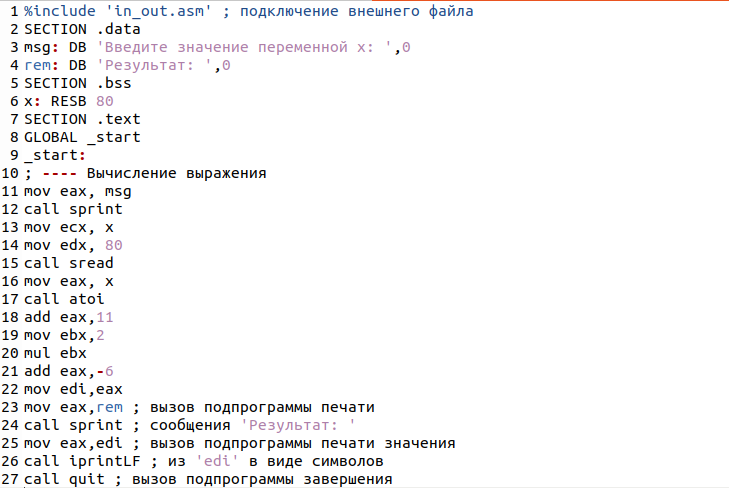 1 %include 'in_out.asm' ; подключение внешнего файла
2 SECTION .data
3 msg: DB 'Введите значение переменной x: ',0
4 rem: DB 'Результат: ',0
5 SECTION .bss
6 x: RESB 80
7 SECTION .text
8 GLOBAL _start
9 _start:
10 ; ---- Вычисление выражения
11 mov eax, msg
12 call sprint
13 mov ecx, x
14 mov edx, 80
15 call sread
16 mov eax, x
17 call atoi
18 add eax,11
19 mov ebx,2
20 mul ebx
21 add eax,-6
22 mov edi,eax
23 mov eax,rem ; вызов подпрограммы печати
24 call sprint ; сообщения 'Результат: '
25 mov eax,edi ; вызов подпрограммы печати значения
26 call iprintLF ; из 'edi' в виде символов
27 call quit ; вызов подпрограммы завершения